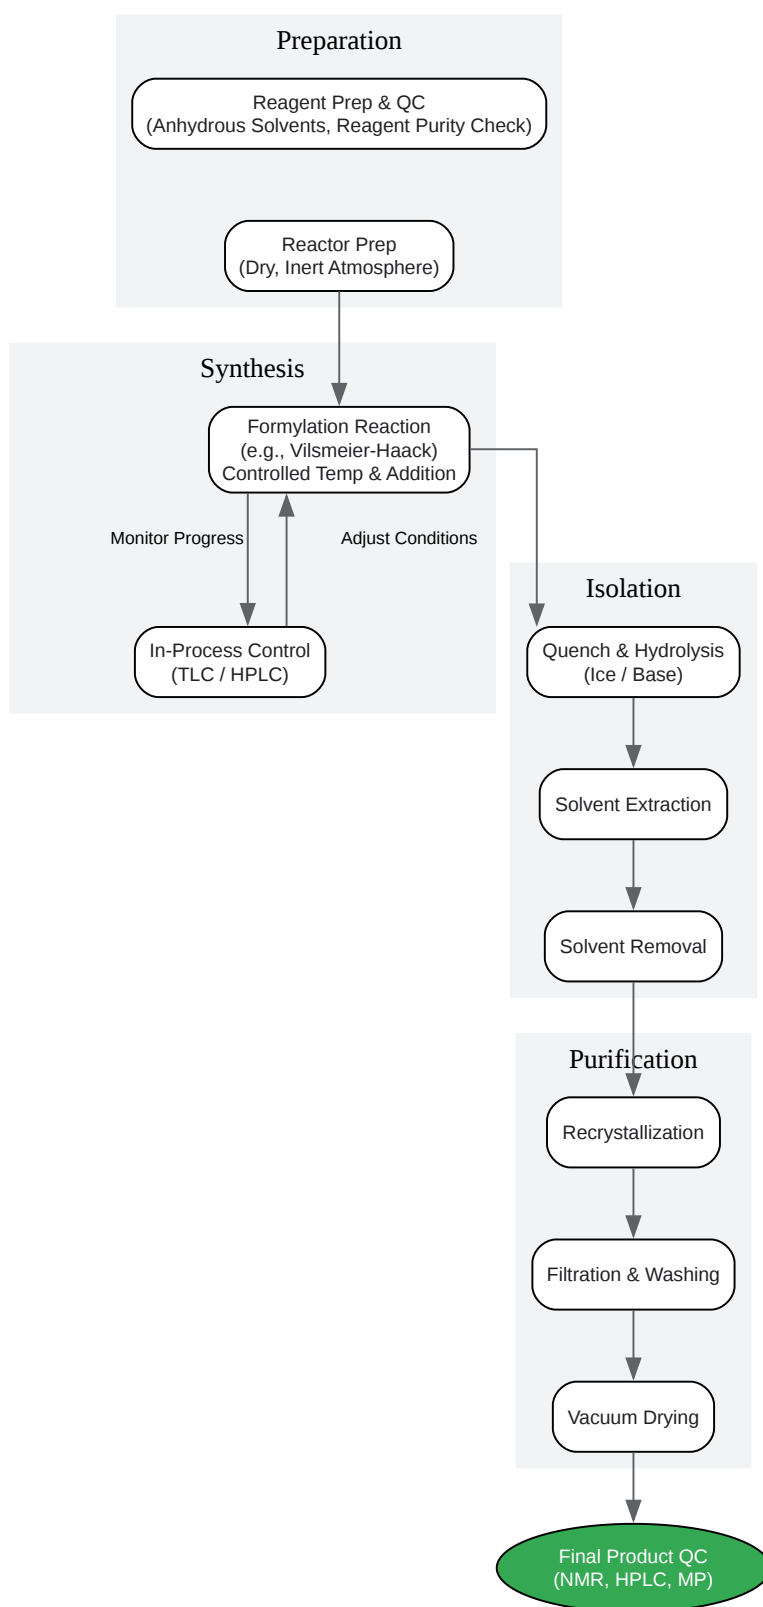 Preparation
Reagent Prep & QC
(Anhydrous Solvents, Reagent Purity Check)
Reactor Prep
(Dry, Inert Atmosphere)
Synthesis
Formylation Reaction
(e.g., Vilsmeier-Haack)
Controlled Temp & Addition
Monitor Progress
Adjust Conditions
In-Process Control
(TLC / HPLC)
Isolation
Quench & Hydrolysis
(Ice / Base)
Solvent Extraction
Solvent Removal
Purification
Recrystallization
Filtration & Washing
Vacuum Drying
Final Product QC
(NMR, HPLC, MP)